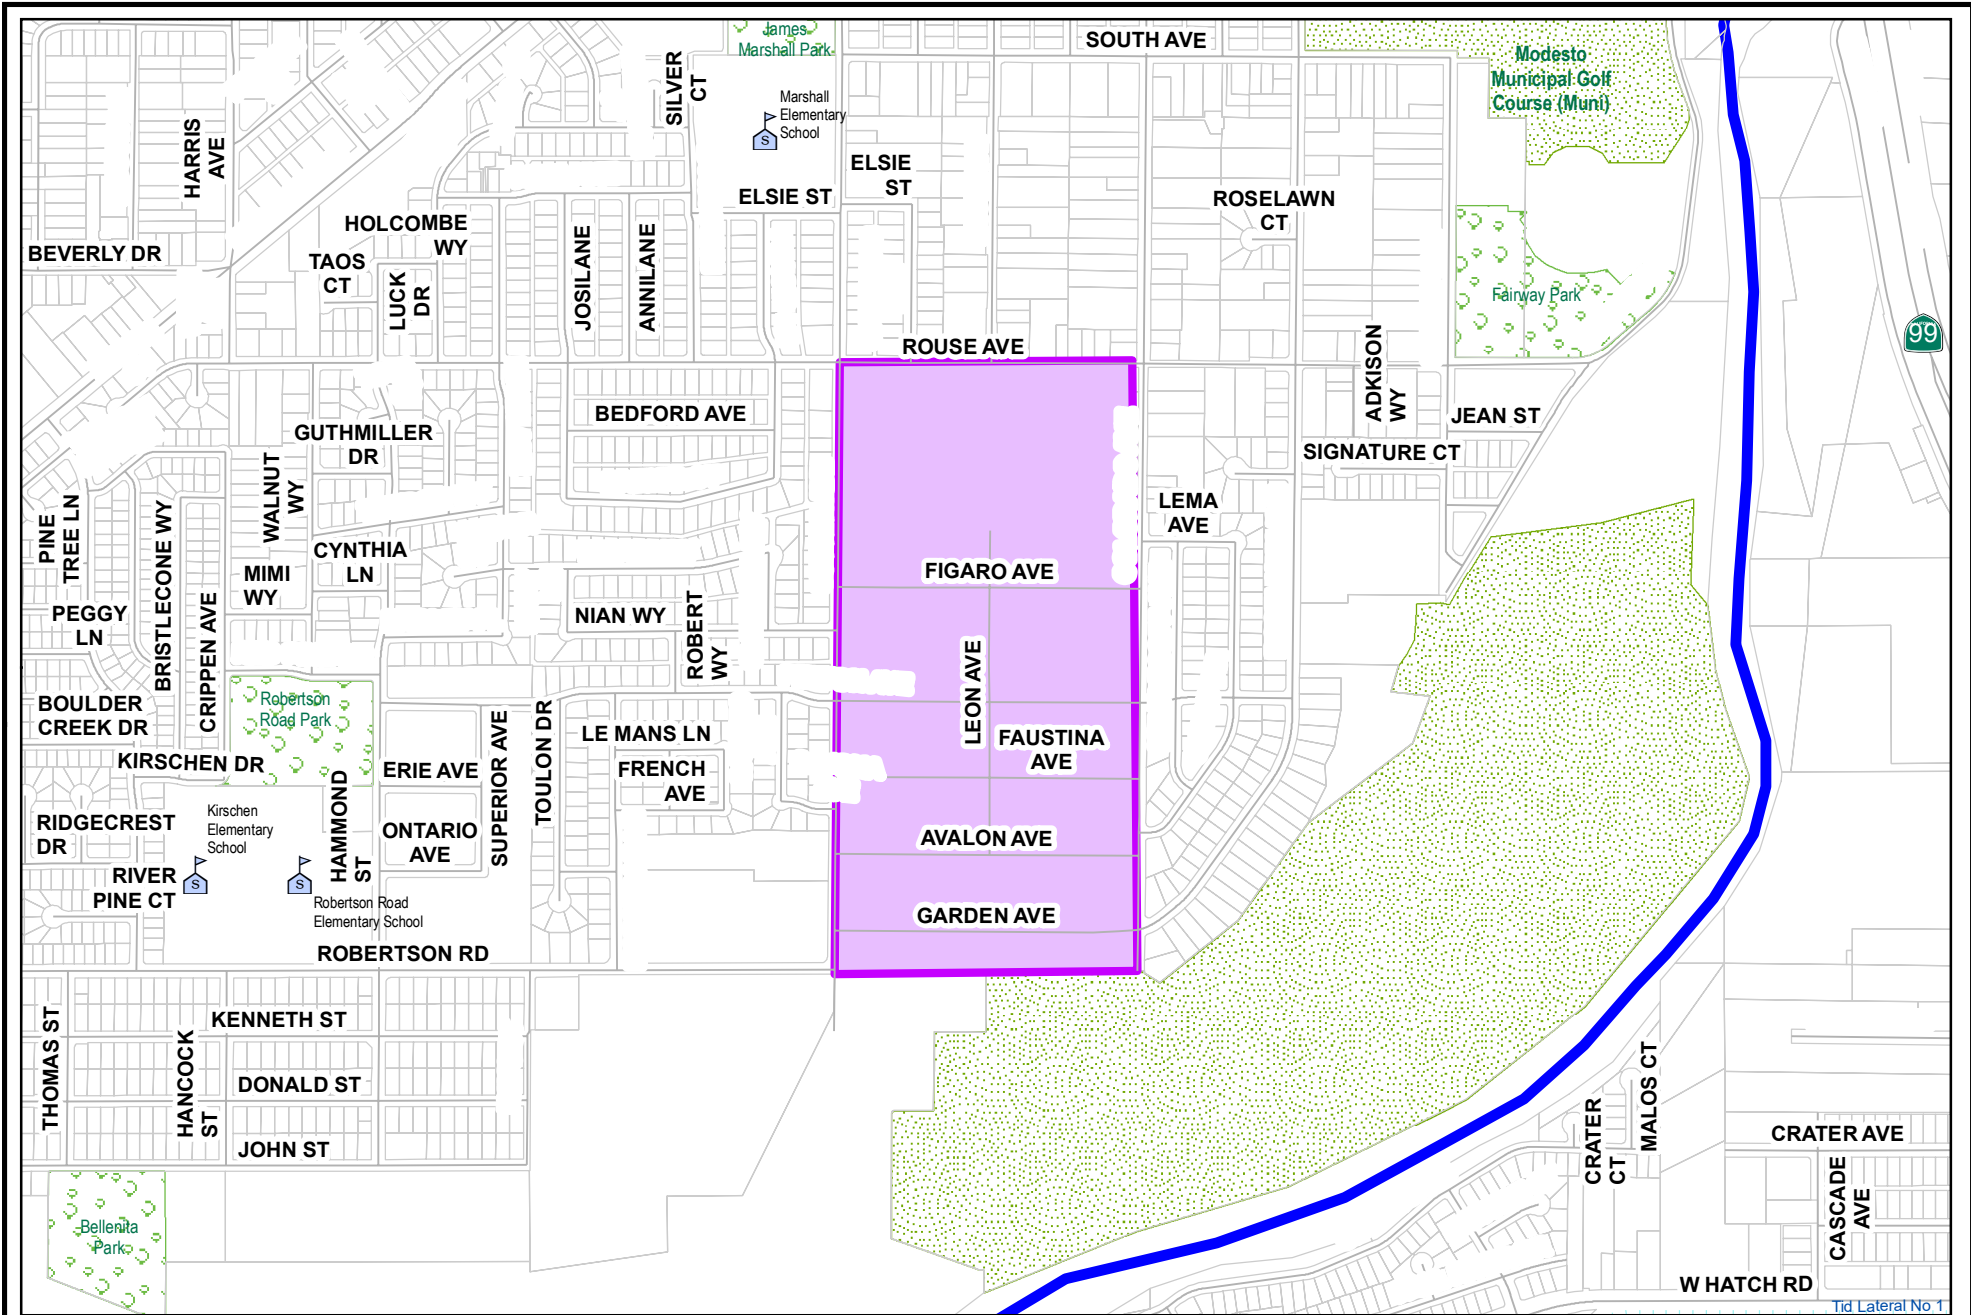 James
Marshall Park
SOUTH AVE
Modesto
Municipal Golf
Course (Muni)
SILVER
CT
Marshall
Elementary
School
S
HARRIS
AVE
ELSIE
ST
ELSIE ST
ROSELAWN
CT
HOLCOMBE
WY
BEVERLY DR
TAOS
CT
LUCK
DR
JOSILANE
ANNILANE
Fairway Park
99
ROUSE AVE
ADKISON
WY
BEDFORD AVE
JEAN ST
GUTHMILLER
DR
SIGNATURE CT
WALNUT
WY
LEMA
AVE
PINE
TREE LN
BRISTLECONE WY
CYNTHIA
LN
MIMI
WY
FIGARO AVE
PEGGY
LN
CRIPPEN AVE
NIAN WY
ROBERT
WY
LEON AVE
Robertson
Road Park
BOULDER
CREEK DR
SUPERIOR AVE
TOULON DR
LE MANS LN
FAUSTINA
AVE
KIRSCHEN DR
ERIE AVE
FRENCH
AVE
HAMMOND
ST
Kirschen
Elementary
School
RIDGECREST
DR
ONTARIO
AVE
AVALON AVE
RIVER
PINE CT
S
S
Robertson Road
Elementary School
GARDEN AVE
ROBERTSON RD
THOMAS ST
KENNETH ST
HANCOCK
ST
DONALD ST
JOHN ST
CRATER
CT
MALOS CT
CRATER AVE
CASCADE
AVE
Bellenita
Park
W HATCH RD
Tid Lateral No 1